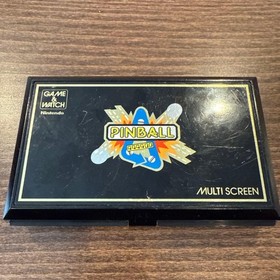 GAME &
WATCH
Nintendo
PINBALL
MULTI SCREEN